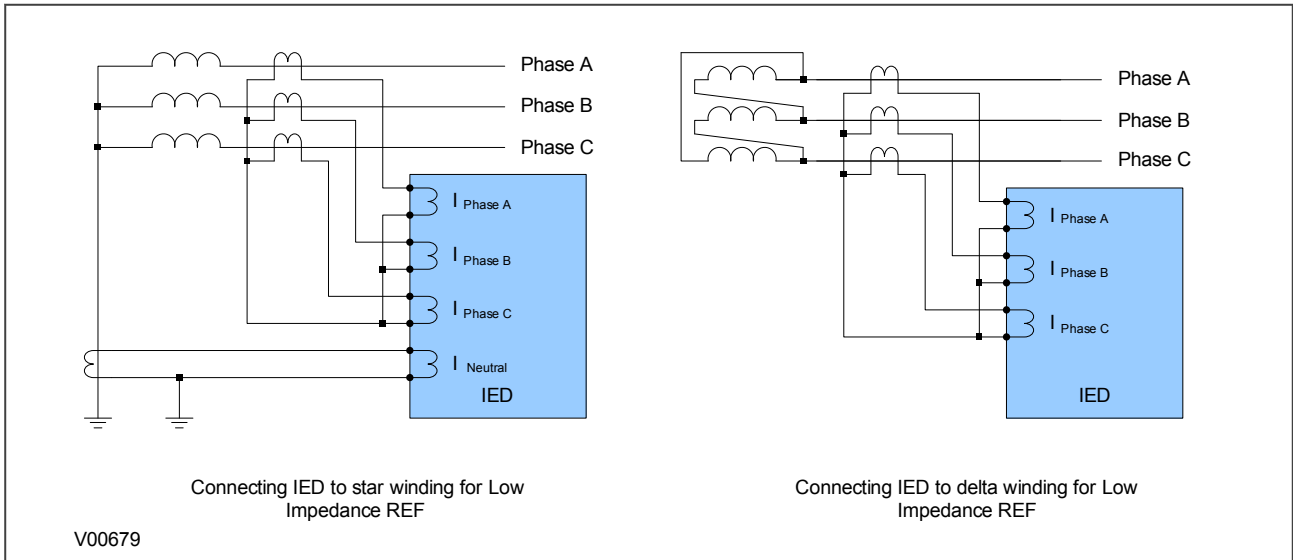 Phase A
Phase B
Phase C
I Phase A
I Phase B
I Phase C
I Neutral
IED
Connecting IED to star winding for Low
Impedance REF
Phase A
Phase B
Phase C
I Phase A
I Phase B
I Phase C
IED
Connecting IED to delta winding for Low
Impedance REF
V00679